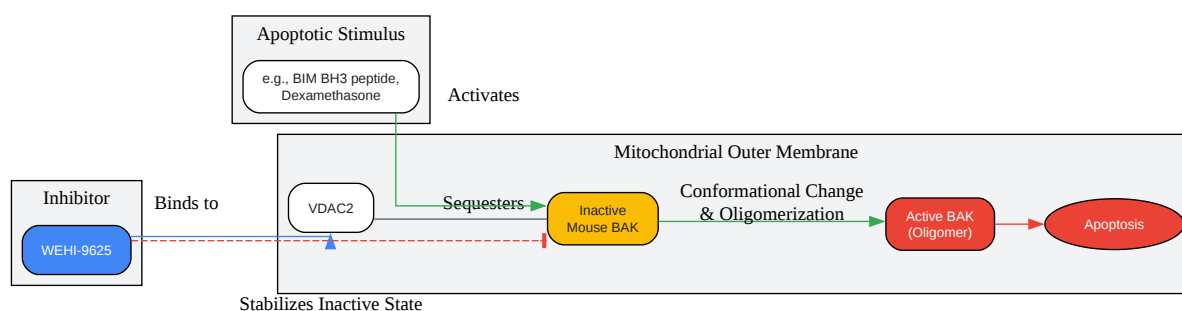 Apoptotic Stimulus
e.g., BIM BH3 peptide,
Dexamethasone
Activates
Mitochondrial Outer Membrane
Inhibitor
WEHI-9625
Binds to
VDAC2
Sequesters
Inactive
Mouse BAK
Conformational Change
& Oligomerization
Active BAK
(Oligomer)
Apoptosis
Stabilizes Inactive State